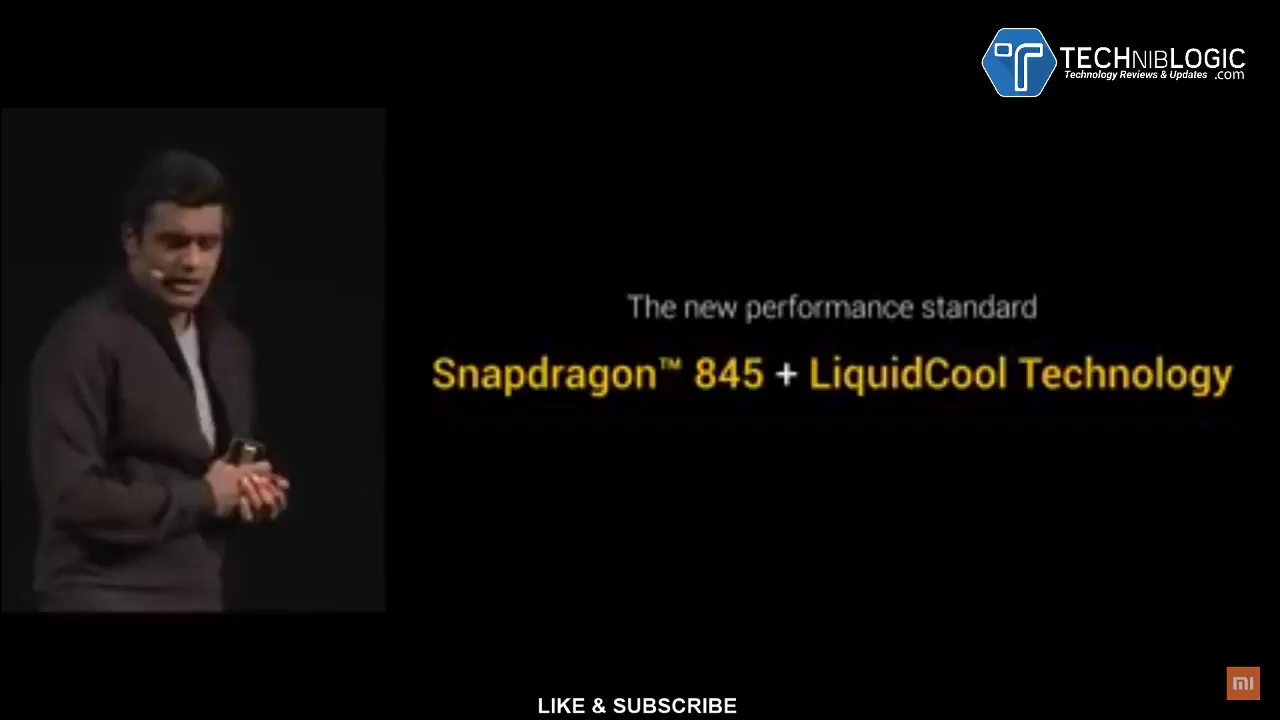 TECHNIBLOGIC
Technology Reviews & Updates .com
The new performance standard
Snapdragon™ 845 + LiquidCool Technology
mi
LIKE & SUBSCRIBE